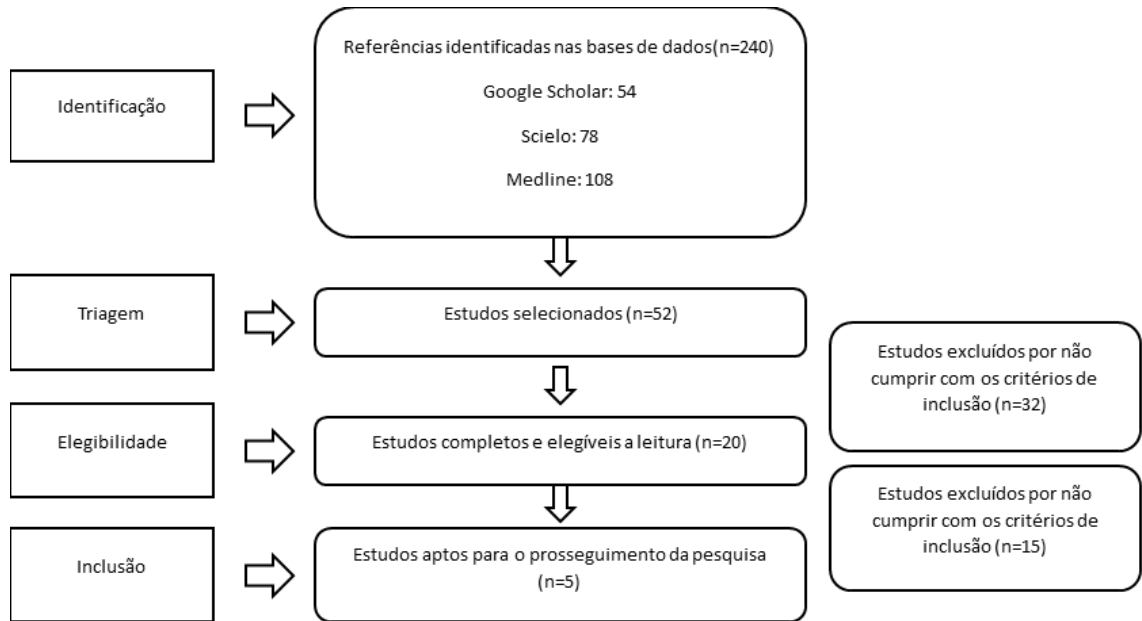 Identificação
Referências identificadas nas bases de dados(n=240)
Google Scholar: 54
Scielo: 78
Medline: 108
Triagem
Estudos selecionados (n=52)
Estudos excluídos por não
cumprir com os critérios de
inclusão (n=32)
Elegibilidade
Estudos completos e elegíveis a leitura (n=20)
Estudos excluídos por não
cumprir com os critérios de
inclusão (n=15)
Inclusão
Estudos aptos para o prosseguimento da pesquisa
(n=5)